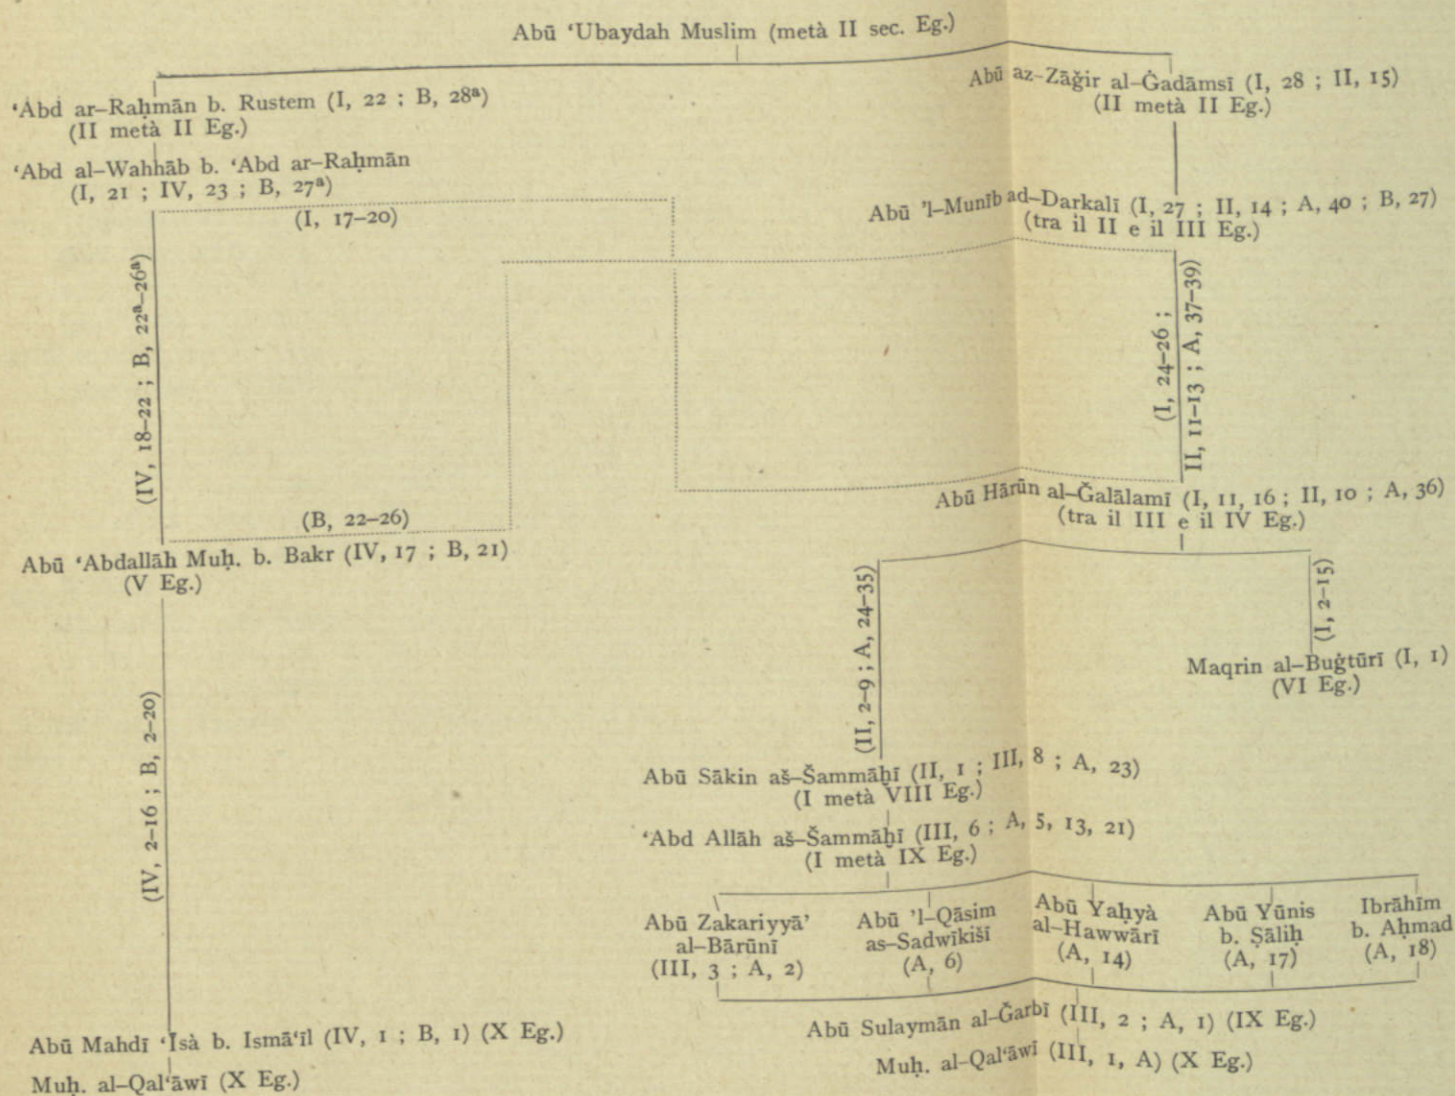 Abū ‘Ubaydah Muslim (metà II sec. Eg.)
‘Abd ar–Raḥmān b. Rustem (I, 22 ; B, 28ᵃ)
(II metà II Eg.)
Abū az–Zāǧir al–Ġadāmsī (I, 28 ; II, 15)
(II metà II Eg.)
‘Abd al–Wahhāb b. ‘Abd ar–Raḥmān
(I, 21 ; IV, 23 ; B, 27ᵃ)
(I, 17–20)
Abū ’l–Munīb ad–Darkalī (I, 27 ; II, 14 ; A, 40 ; B, 27)
(tra il II e il III Eg.)
(IV, 18–22 ; B, 22ᵃ–26ᵃ)
(I, 24–26 ;
II, 11–13 ; A, 37–39)
Abū Hārūn al–Ǧalālamī (I, 11, 16 ; II, 10 ; A, 36)
(tra il III e il IV Eg.)
(B, 22–26)
Abū ‘Abdallāh Muḥ. b. Bakr (IV, 17 ; B, 21)
(V Eg.)
(II, 2–9 ; A, 24–35)
(I, 2–15)
Maqrin al–Buġtūrī (I, 1)
(VI Eg.)
(IV, 2–16 ; B, 2–20)
Abū Sākin aš–Šammāḫī (II, 1 ; III, 8 ; A, 23)
(I metà VIII Eg.)
‘Abd Allāh aš–Šammāḫī (III, 6 ; A, 5, 13, 21)
(I metà IX Eg.)
Abū Zakariyyā’
al–Bārūnī
(III, 3 ; A, 2)
Abū ’l–Qāsim
as–Sadwīkišī
(A, 6)
Abū Yaḥyà
al–Hawwārī
(A, 14)
Abū Yūnis
b. Ṣāliḥ
(A, 17)
Ibrāhīm
b. Aḥmad
(A, 18)
Abū Sulaymān al–Ǧarbī (III, 2 ; A, 1) (IX Eg.)
Muḥ. al–Qal‘āwī (III, 1, A) (X Eg.)
Abū Mahdī ‘Īsà b. Ismā‘īl (IV, 1 ; B, 1) (X Eg.)
Muḥ. al–Qal‘āwī (X Eg.)